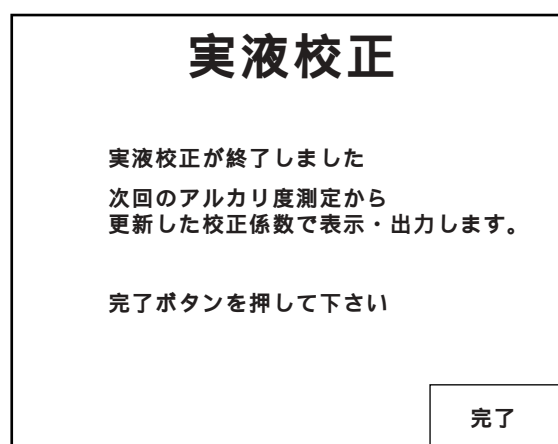 実液校正
実液校正が終了しました
次回のアルカリ度測定から
更新した校正係数で表示・出力します。
完了ボタンを押して下さい
完了